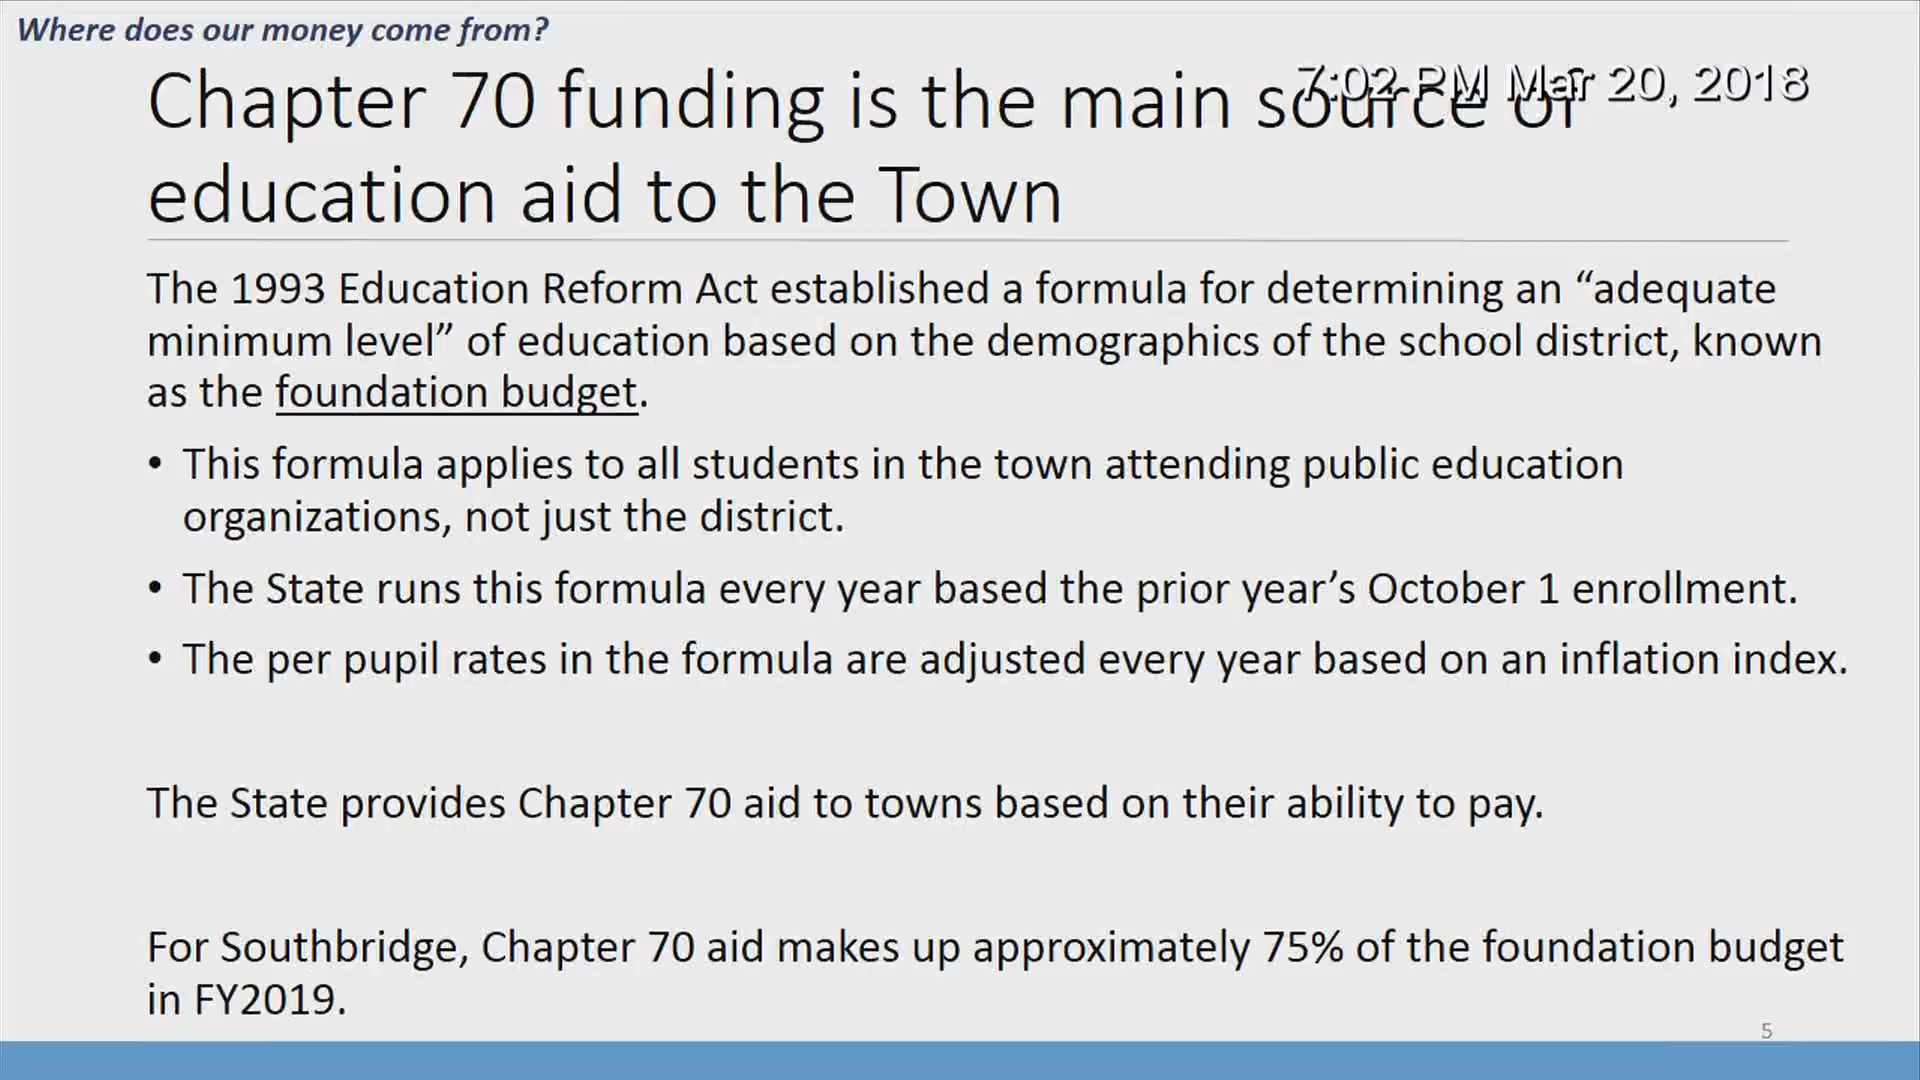 Where does our money come from?
7:02 PM Mar 20, 2018
Chapter 70 funding is the main source of
education aid to the Town
The 1993 Education Reform Act established a formula for determining an “adequate
minimum level” of education based on the demographics of the school district, known
as the foundation budget.
• This formula applies to all students in the town attending public education
organizations, not just the district.
• The State runs this formula every year based the prior year’s October 1 enrollment.
• The per pupil rates in the formula are adjusted every year based on an inflation index.
The State provides Chapter 70 aid to towns based on their ability to pay.
For Southbridge, Chapter 70 aid makes up approximately 75% of the foundation budget
in FY2019.
5